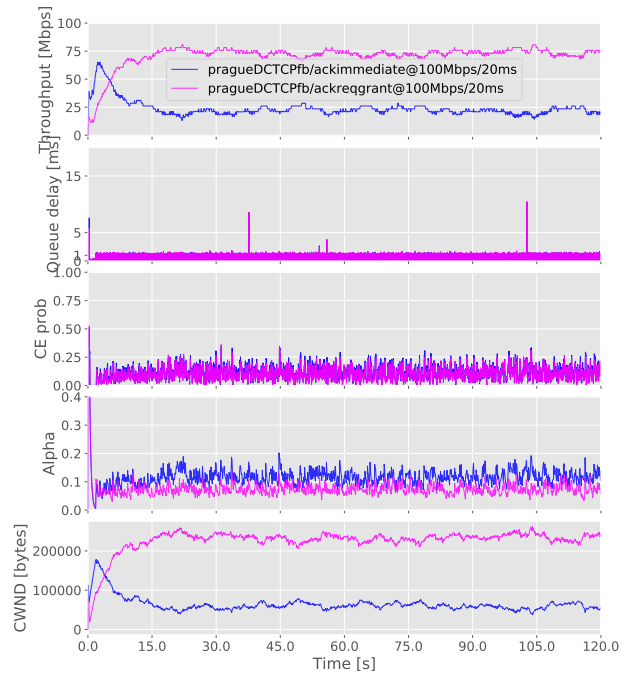 100
75
50
25
0
Throughput [Mbps]
pragueDCTCPfb/ackimmediate@100Mbps/20ms
pragueDCTCPfb/ackreqgrant@100Mbps/20ms
15
5
1
0
Queue delay [ms]
1.00
0.75
0.50
0.25
0.00
CE prob
0.4
0.3
0.2
0.1
0.0
Alpha
200000
100000
0
CWND [bytes]
0.0 15.0 30.0 45.0 60.0 75.0 90.0 105.0 120.0
Time [s]